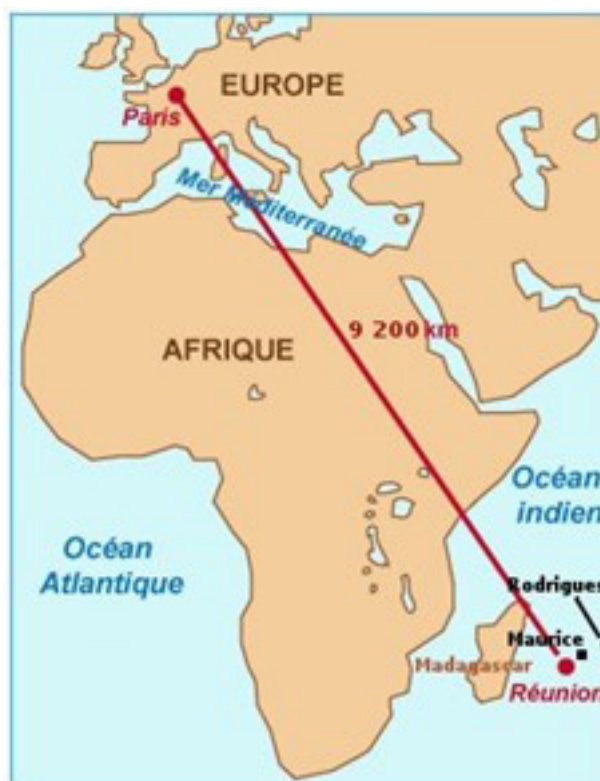 EUROPE
Paris
Mer Méditerranée
9 200 km
AFRIQUE
Océan
indien
Océan
Atlantique
Rodrigues
Maurice
Madagascar
Réunion